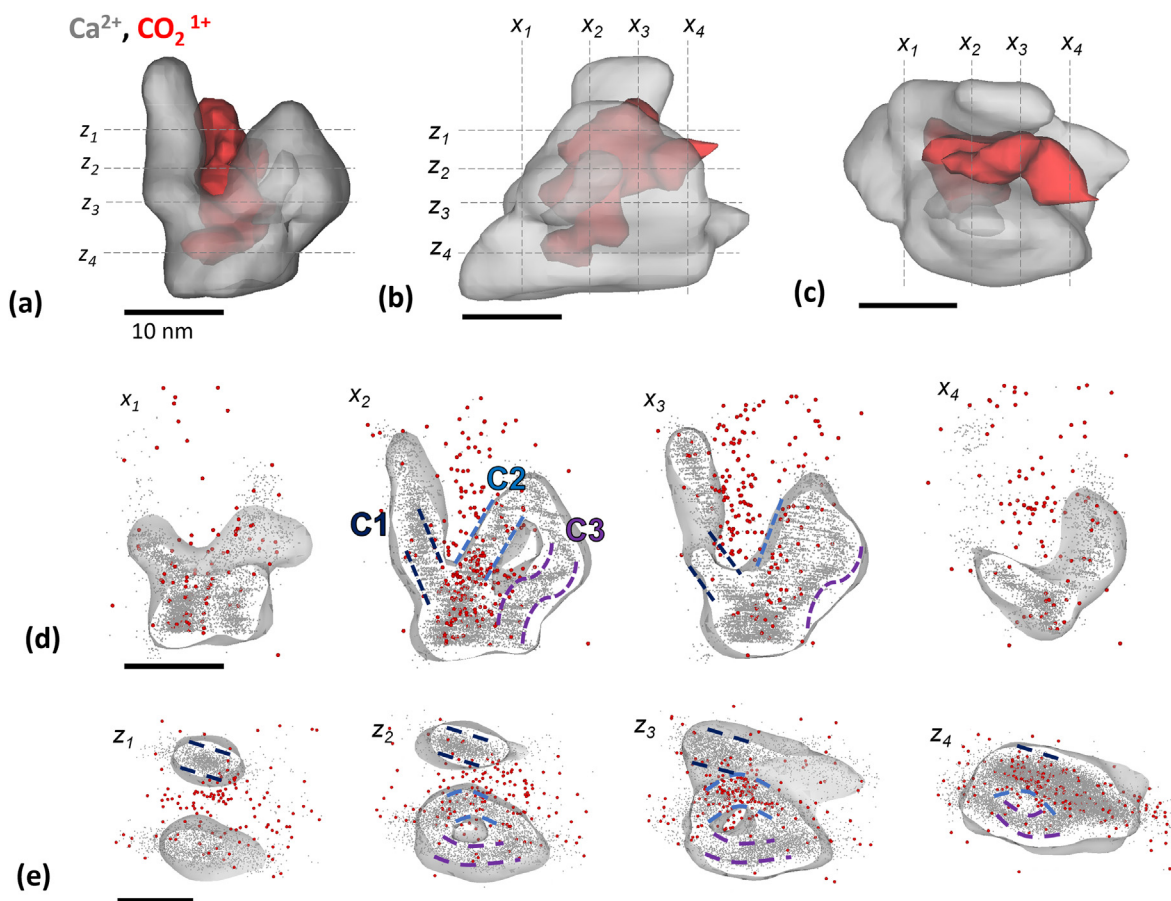 Ca²⁺, CO₂ ¹⁺
x₁ x₂ x₃ x₄
x₁ x₂ x₃ x₄
z₁
z₂
z₃
z₄
z₁
z₂
z₃
z₄
(a)
10 nm
(b)
(c)
x₁
x₂
x₃
x₄
C1
C2
C3
(d)
z₁
z₂
z₃
z₄
(e)